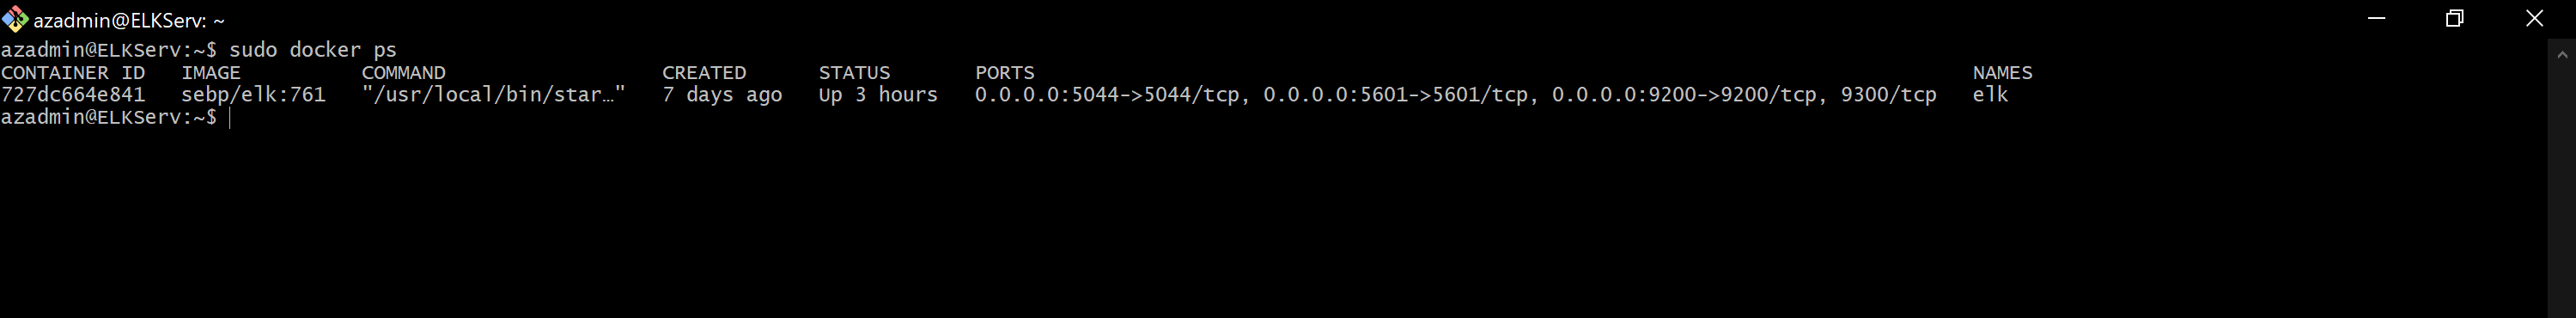 azadmin@ELKServ: ~
azadmin@ELKServ:~$ sudo docker ps
CONTAINER ID   IMAGE          COMMAND                  CREATED      STATUS       PORTS                                                                              NAMES
727dc664e841   sebp/elk:761   "/usr/local/bin/star…"   7 days ago   Up 3 hours   0.0.0.0:5044->5044/tcp, 0.0.0.0:5601->5601/tcp, 0.0.0.0:9200->9200/tcp, 9300/tcp   elk
azadmin@ELKServ:~$